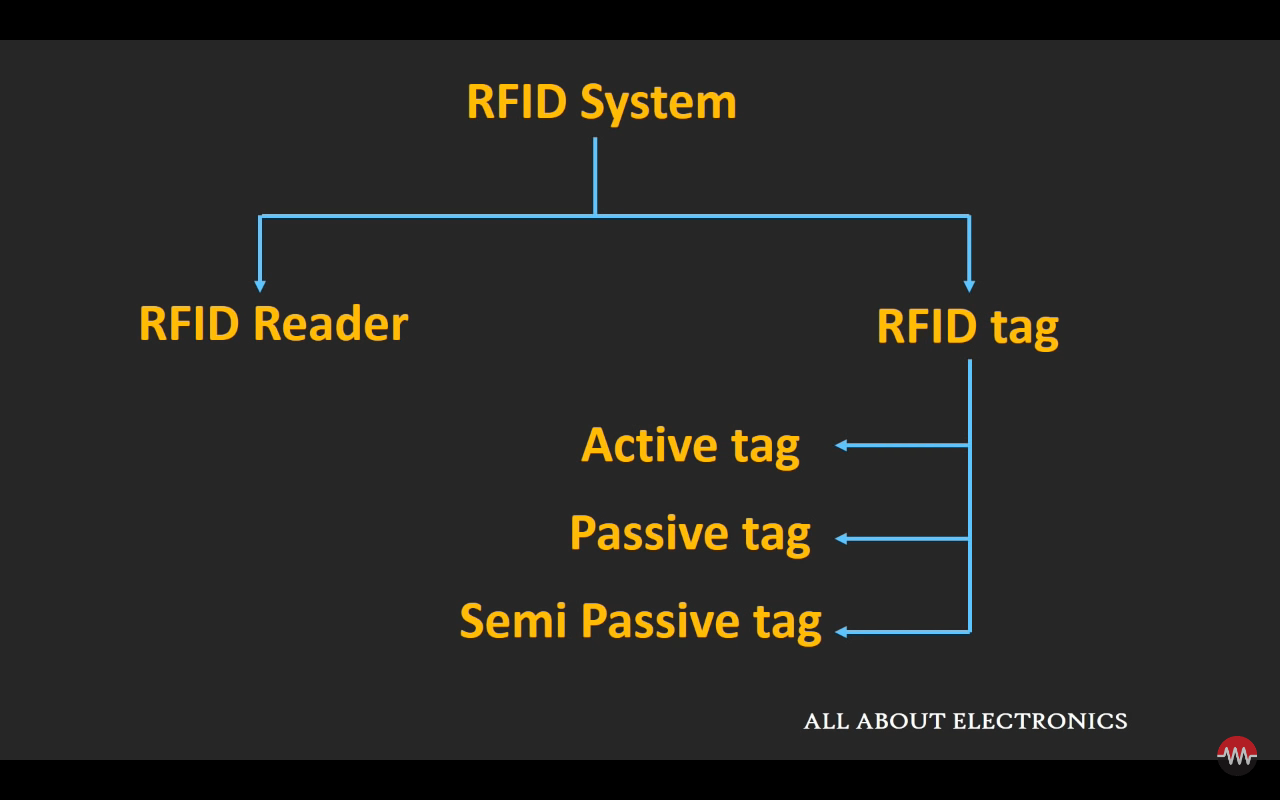 RFID System
RFID Reader
RFID tag
Active tag
Passive tag
Semi Passive tag
ALL ABOUT ELECTRONICS